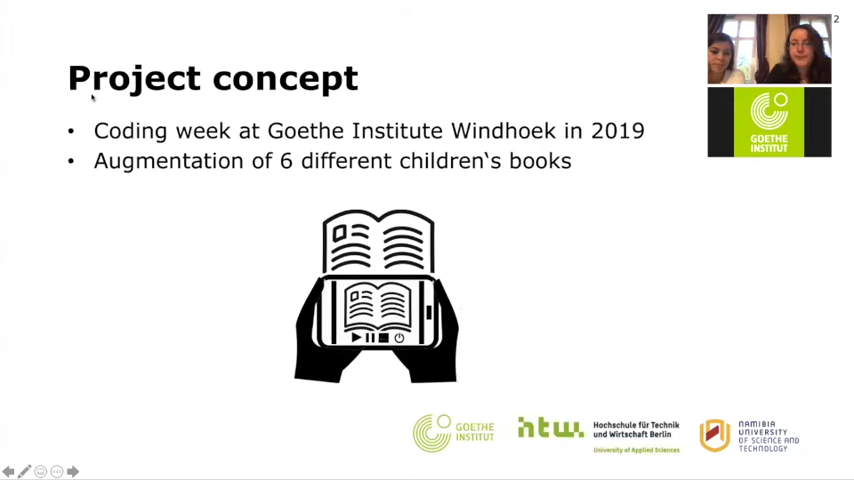 2
Project concept
• Coding week at Goethe Institute Windhoek in 2019
• Augmentation of 6 different children‘s books
GOETHE
INSTITUT
GOETHE
INSTITUT
htw.
Hochschule für Technik
und Wirtschaft Berlin
University of Applied Sciences
NAMIBIA
UNIVERSITY
OF SCIENCE AND
TECHNOLOGY